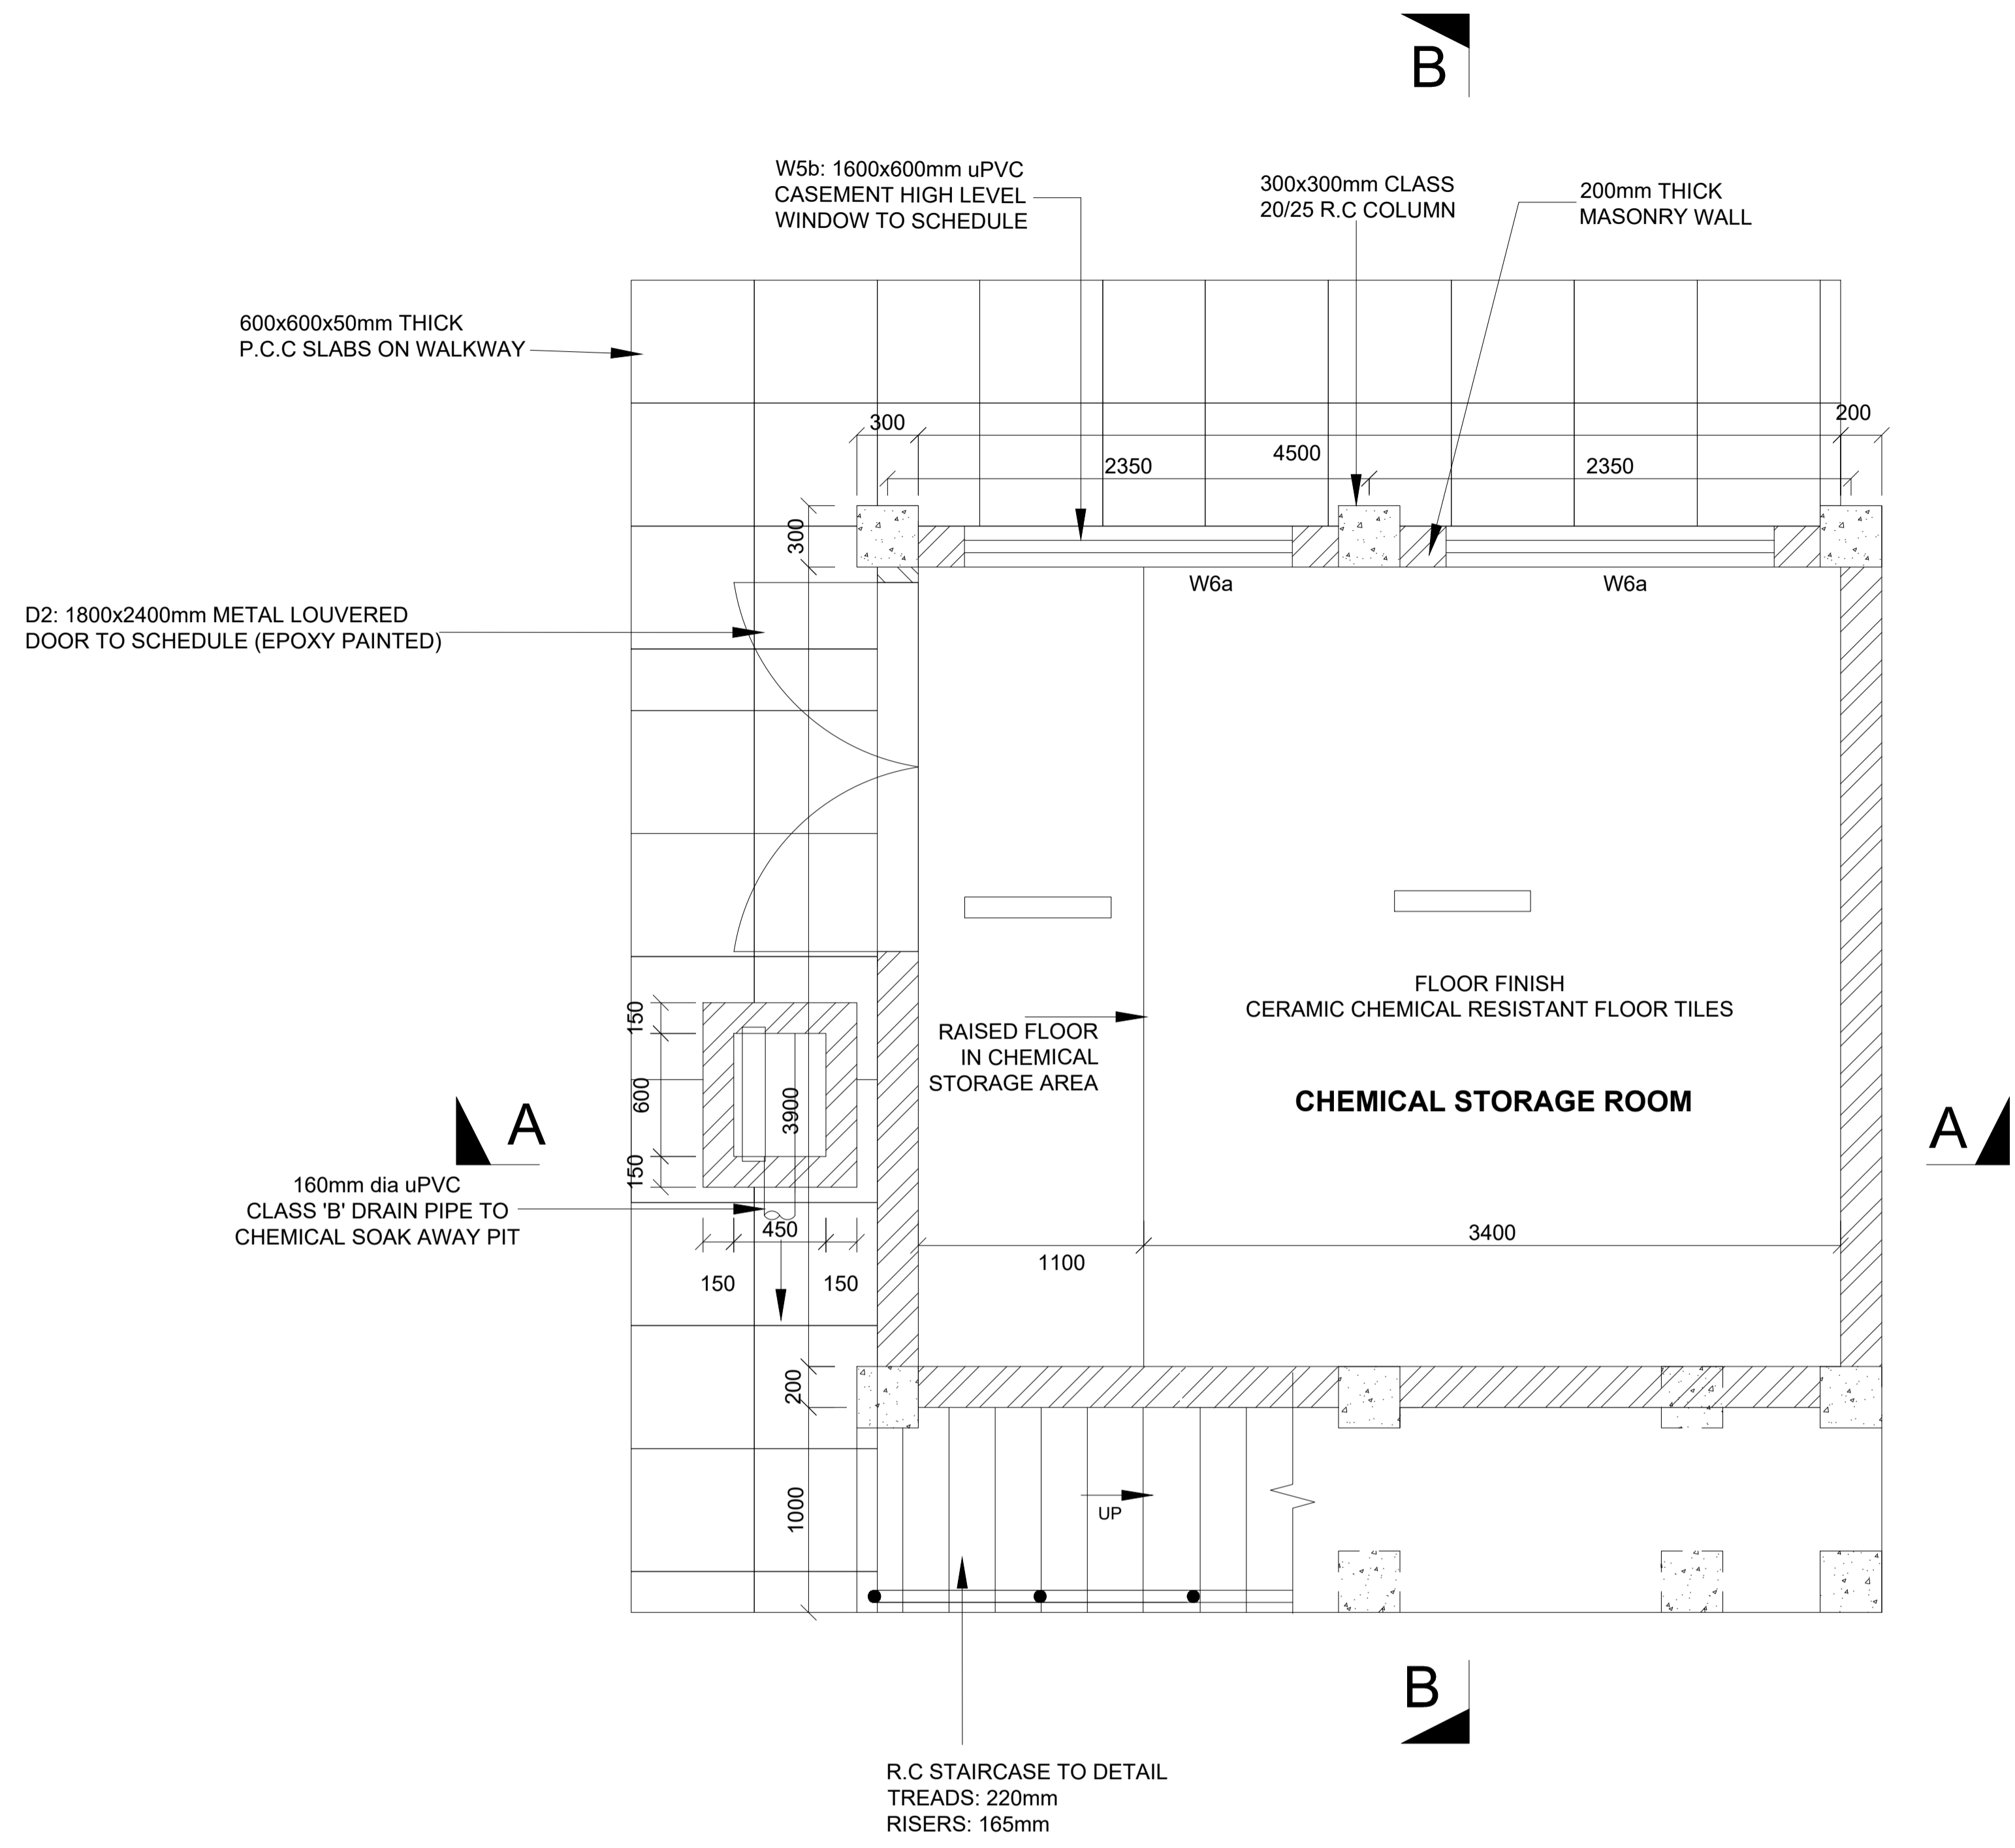 B
W5b: 1600x600mm uPVC
CASEMENT HIGH LEVEL
WINDOW TO SCHEDULE
300x300mm CLASS
20/25 R.C COLUMN
200mm THICK
MASONRY WALL
600x600x50mm THICK
P.C.C SLABS ON WALKWAY
300
200
4500
2350
2350
300
W6a
W6a
D2: 1800x2400mm METAL LOUVERED
DOOR TO SCHEDULE (EPOXY PAINTED)
FLOOR FINISH
CERAMIC CHEMICAL RESISTANT FLOOR TILES
150
RAISED FLOOR
IN CHEMICAL
STORAGE AREA
600
3900
CHEMICAL STORAGE ROOM
A
A
150
160mm dia uPVC
CLASS 'B' DRAIN PIPE TO
CHEMICAL SOAK AWAY PIT
450
3400
1100
150
150
200
1000
UP
B
R.C STAIRCASE TO DETAIL
TREADS: 220mm
RISERS: 165mm